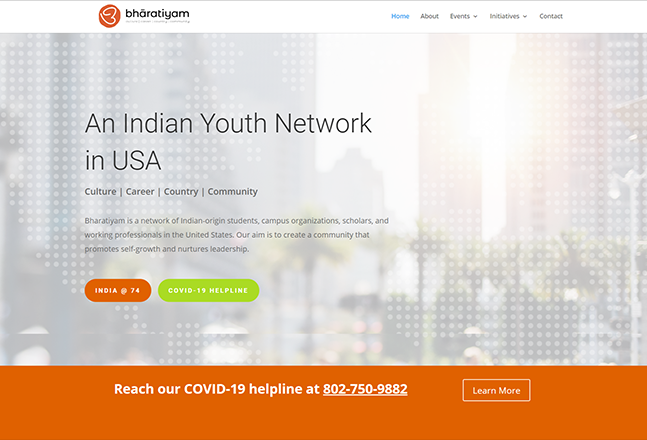 bhāratiyam
Home
About
Events
Initiatives
Contact
An Indian Youth Network
in USA
Culture | Career | Country | Community
Bharatiyam is a network of Indian-origin students, campus organizations, scholars, and
working professionals in the United States. Our aim is to create a community that
promotes self-growth and nurtures leadership.
INDIA @ 74
COVID-19 HELPLINE
Reach our COVID-19 helpline at 802-750-9882
Learn More